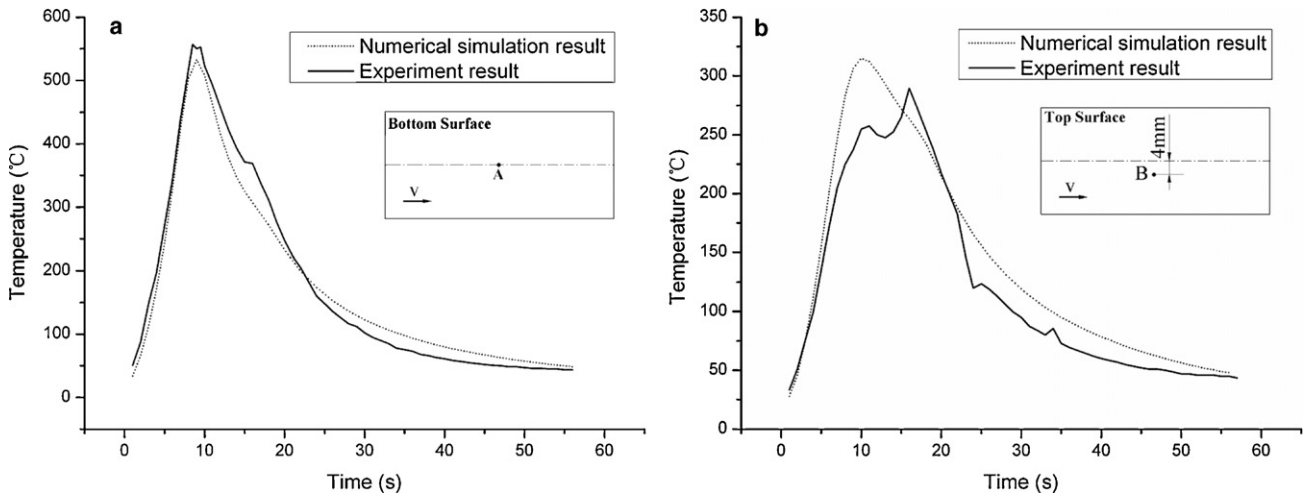 a
600
500
400
300
200
100
0
Temperature (℃)
0 10 20 30 40 50 60
Time (s)
Numerical simulation result
Experiment result
Bottom Surface
A
V
b
350
300
250
200
150
100
50
0
Temperature (℃)
0 10 20 30 40 50 60
Time (s)
Numerical simulation result
Experiment result
Top Surface
4mm
B
V